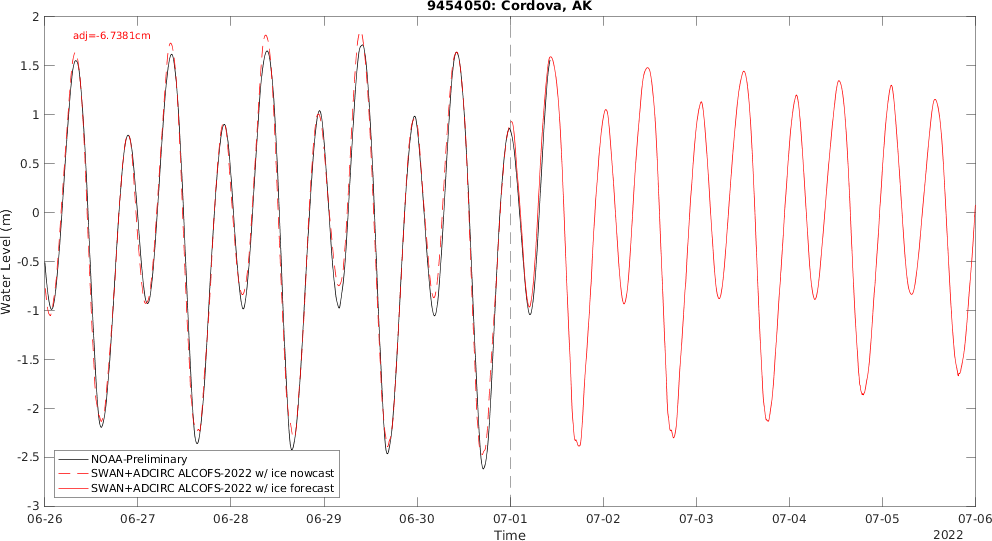 9454050: Cordova, AK
adj=-6.7381cm
2
1.5
1
0.5
0
-0.5
-1
-1.5
-2
-2.5
-3
Water Level (m)
NOAA-Preliminary
SWAN+ADCIRC ALCOFS-2022 w/ ice nowcast
SWAN+ADCIRC ALCOFS-2022 w/ ice forecast
06-26 06-27 06-28 06-29 06-30 07-01 07-02 07-03 07-04 07-05 07-06
Time
2022